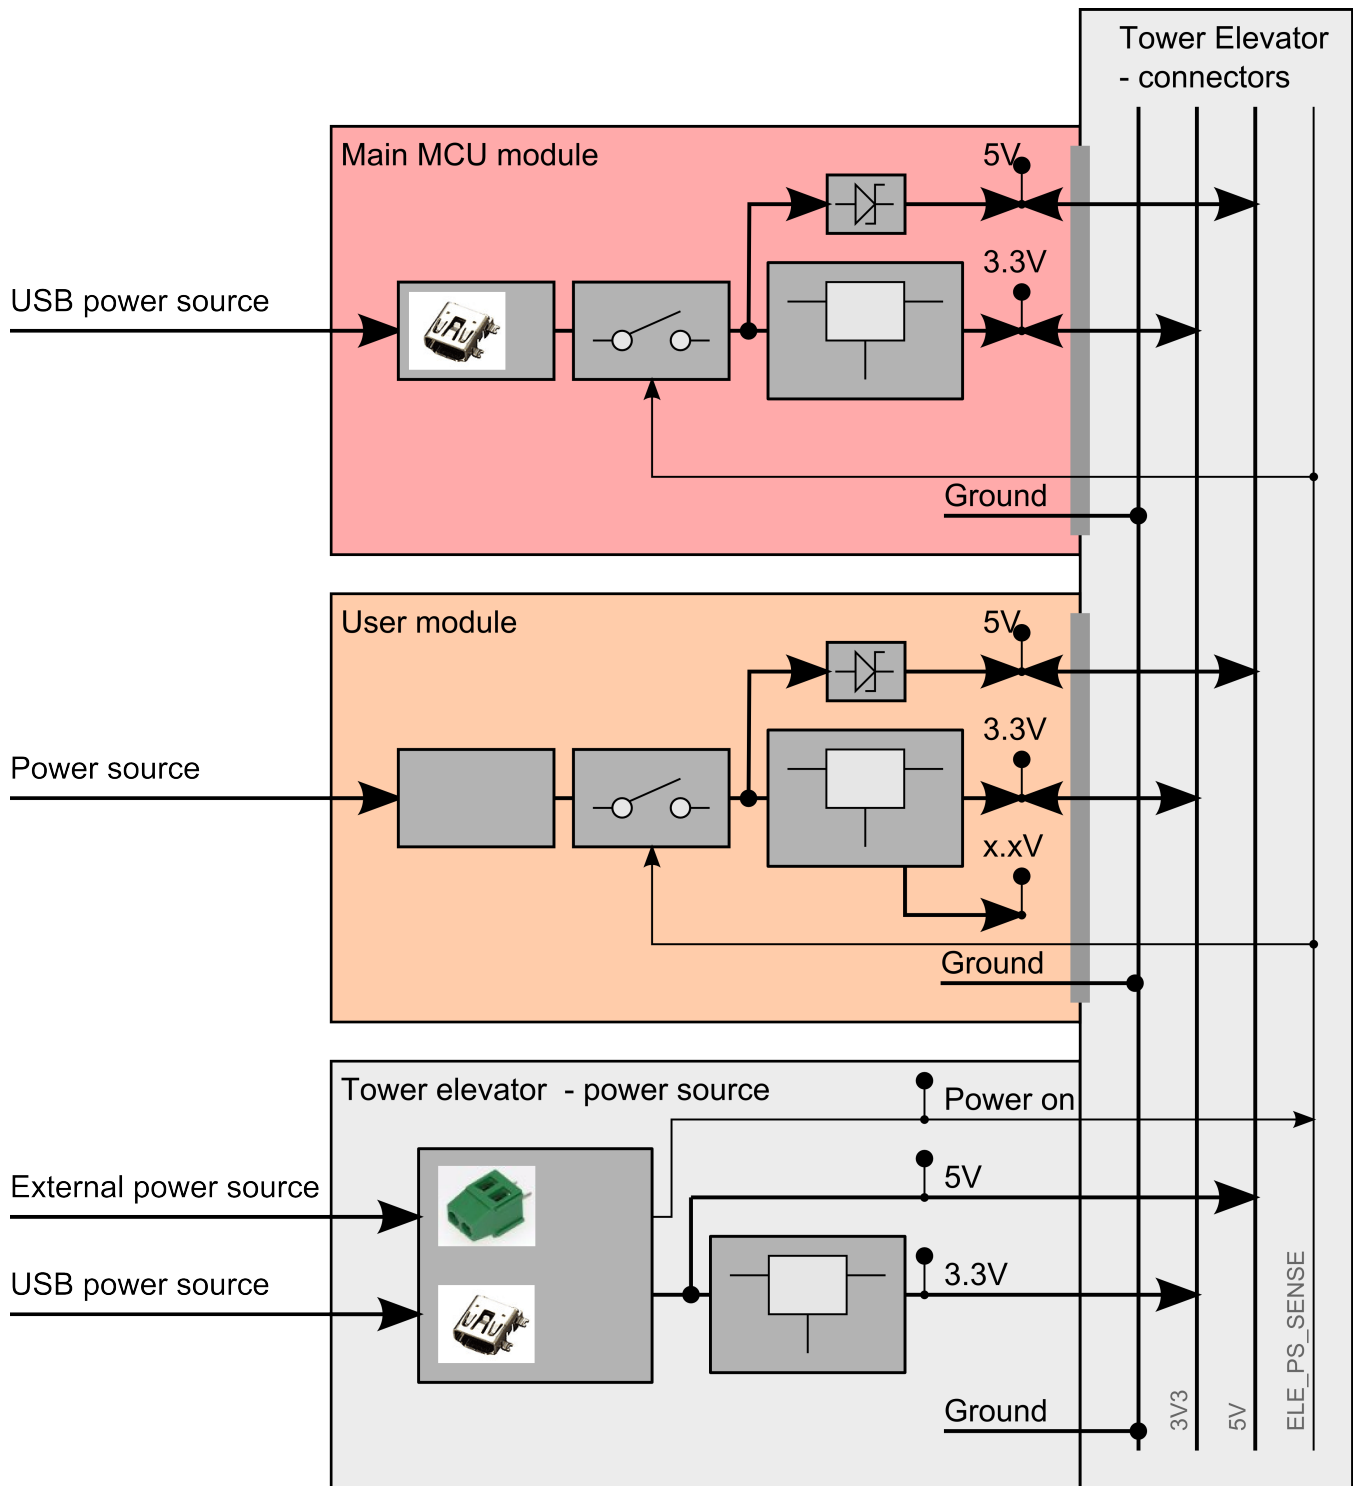 Tower Elevator
- connectors
Main MCU module
5V
3.3V
USB power source
Ground
User module
5V
3.3V
Power source
x.xV
Ground
Tower elevator - power source
Power on
External power source
5V
USB power source
3.3V
Ground
3V3
5V
ELE_PS_SENSE